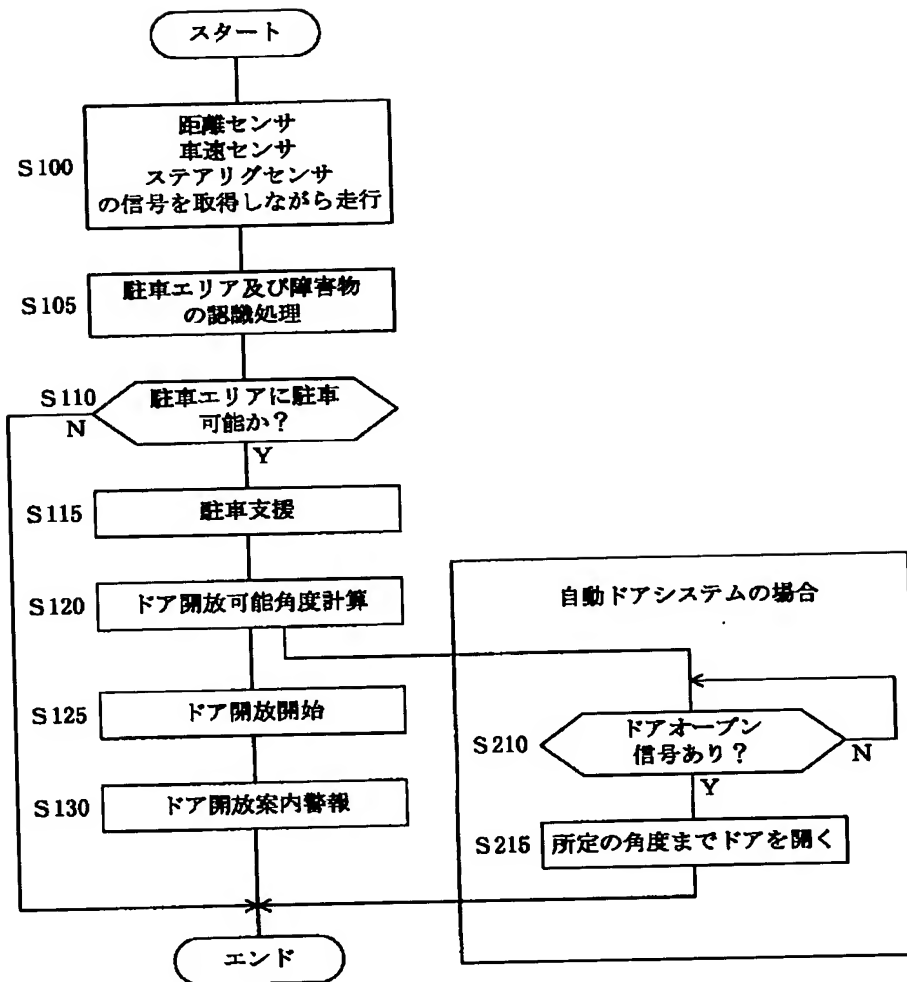 スタート
S100
距離センサ
車速センサ
ステアリグセンサ
の信号を取得しながら走行
S105
駐車エリア及び障害物
の認識処理
S110
駐車エリアに駐車
可能か?
N
Y
S115
駐車支援
S120
ドア開放可能角度計算
S125
ドア開放開始
S130
ドア開放案内警報
自動ドアシステムの場合
S210
ドアオープン
信号あり?
N
Y
S215
所定の角度までドアを開く
エンド